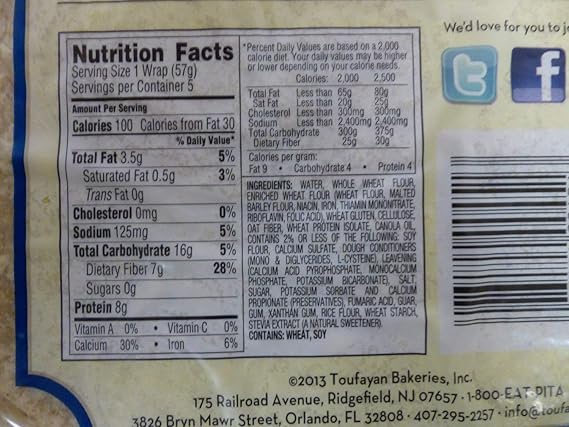 We'd love for you to
Nutrition Facts
Serving Size 1 Wrap (57g)
Servings per Container 5
Amount Per Serving
Calories 100 Calories from Fat 30
% Daily Value*
Total Fat 3.5g 5%
Saturated Fat 0.5g 3%
Trans Fat 0g
Cholesterol 0mg 0%
Sodium 125mg 5%
Total Carbohydrate 16g 5%
Dietary Fiber 7g 28%
Sugars 0g
Protein 8g
Vitamin A 0% • Vitamin C 0%
Calcium 30% • Iron 6%
*Percent Daily Values are based on a 2,000
calorie diet. Your daily values may be higher
or lower depending on your calorie needs.
Calories: 2,000 2,500
Total Fat Less than 65g 80g
Sat Fat Less than 20g 25g
Cholesterol Less than 300mg 300mg
Sodium Less than 2,400mg 2,400mg
Total Carbohydrate 300g 375g
Dietary Fiber 25g 30g
Calories per gram:
Fat 9 • Carbohydrate 4 • Protein 4
INGREDIENTS: WATER, WHOLE WHEAT FLOUR,
ENRICHED WHEAT FLOUR (WHEAT FLOUR, MALTED
BARLEY FLOUR, NIACIN, IRON, THIAMIN MONONITRATE,
RIBOFLAVIN, FOLIC ACID), WHEAT GLUTEN, CELLULOSE,
OAT FIBER, WHEAT PROTEIN ISOLATE, CANOLA OIL,
CONTAINS 2% OR LESS OF THE FOLLOWING: SOY
FLOUR, CALCIUM SULFATE, DOUGH CONDITIONERS
(MONO & DIGLYCERIDES, L-CYSTEINE), LEAVENING
(CALCIUM ACID PYROPHOSPHATE, MONOCALCIUM
PHOSPHATE, POTASSIUM BICARBONATE), SALT,
SUGAR, POTASSIUM SORBATE AND CALCIUM
PROPIONATE (PRESERVATIVES), FUMARIC ACID, GUAR,
GUM, XANTHAN GUM, RICE FLOUR, WHEAT STARCH,
STEVIA EXTRACT (A NATURAL SWEETENER).
CONTAINS: WHEAT, SOY
©2013 Toufayan Bakeries, Inc.
175 Railroad Avenue, Ridgefield, NJ 07657 • 1-800-EAT-PITA
3826 Bryn Mawr Street, Orlando, FL 32808 • 407-295-2257 • info@toufa